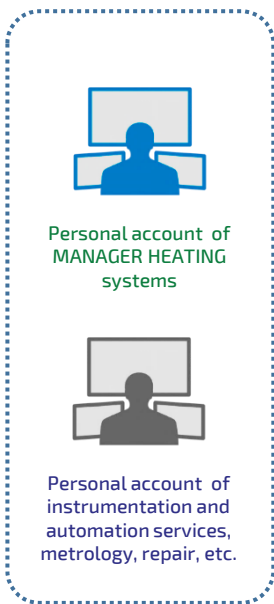 Personal account of
MANAGER HEATING
systems
Personal account of
instrumentation and
automation services,
metrology, repair, etc.